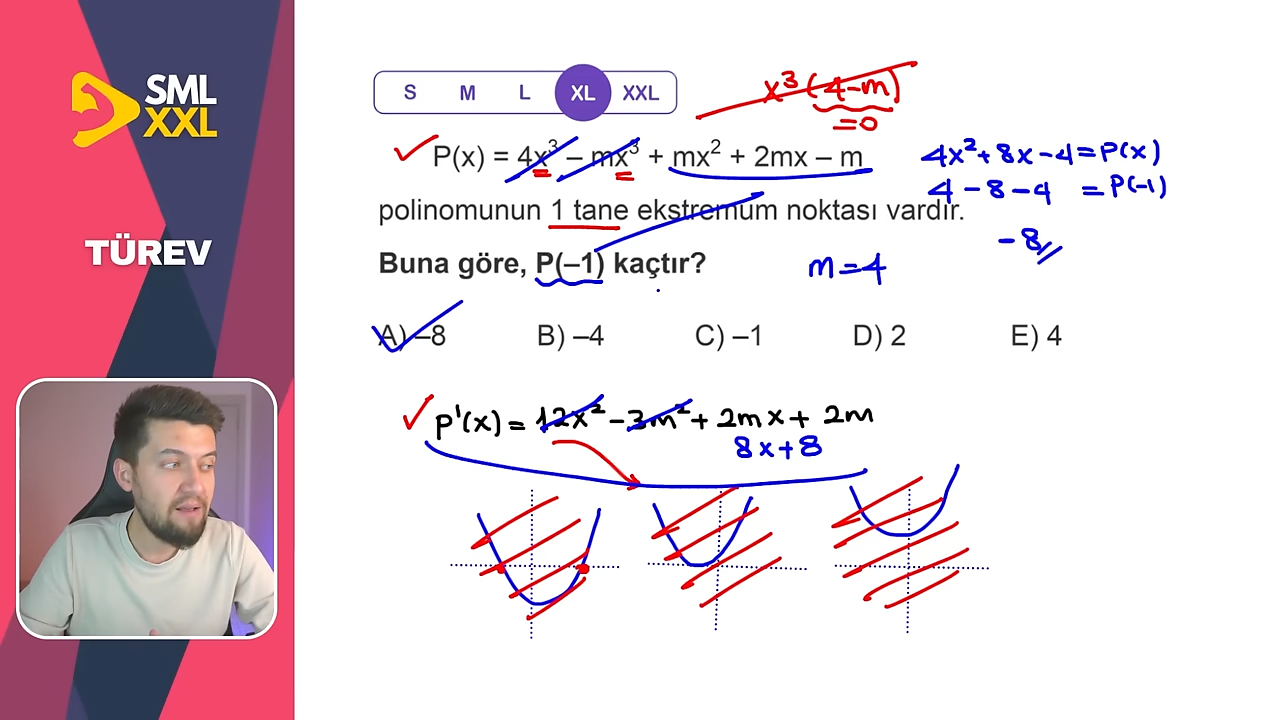 SML
XXL
TÜREV
S M L XL XXL
x³(4-m)
=0
P(x) = 4x³ – mx³ + mx² + 2mx – m
4x²+8x-4=P(x)
4-8-4 =P(-1)
polinomunun 1 tane ekstremum noktası vardır.
-8
Buna göre, P(–1) kaçtır?
m=4
A) –8 B) –4 C) –1 D) 2 E) 4
P'(x) = 12x² - 3m² + 2mx + 2m
8x+8